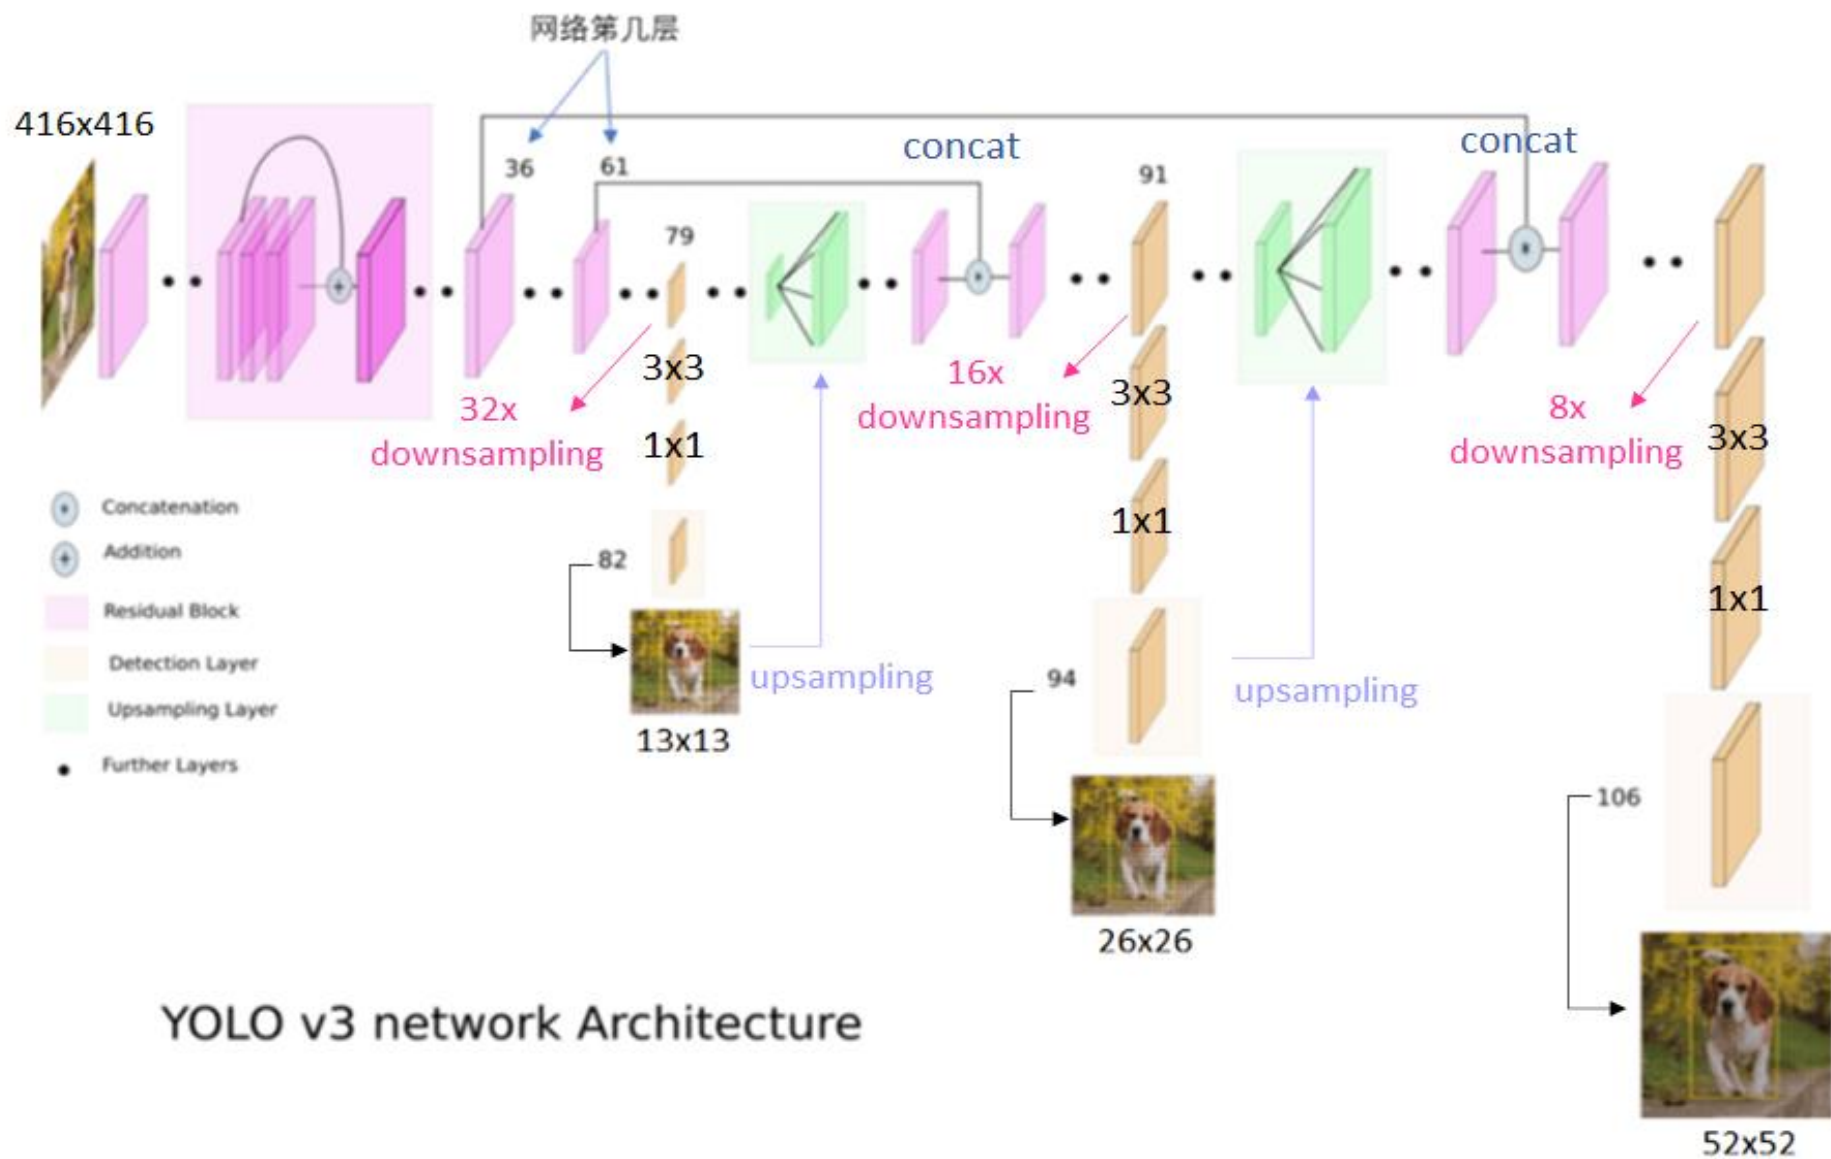 网络第几层
416x416
36
61
concat
concat
91
79
3x3
32x
downsampling
1x1
16x
downsampling
3x3
1x1
8x
downsampling
3x3
1x1
Concatenation
Addition
Residual Block
Detection Layer
Upsampling Layer
Further Layers
82
upsampling
13x13
94
upsampling
26x26
106
52x52
YOLO v3 network Architecture